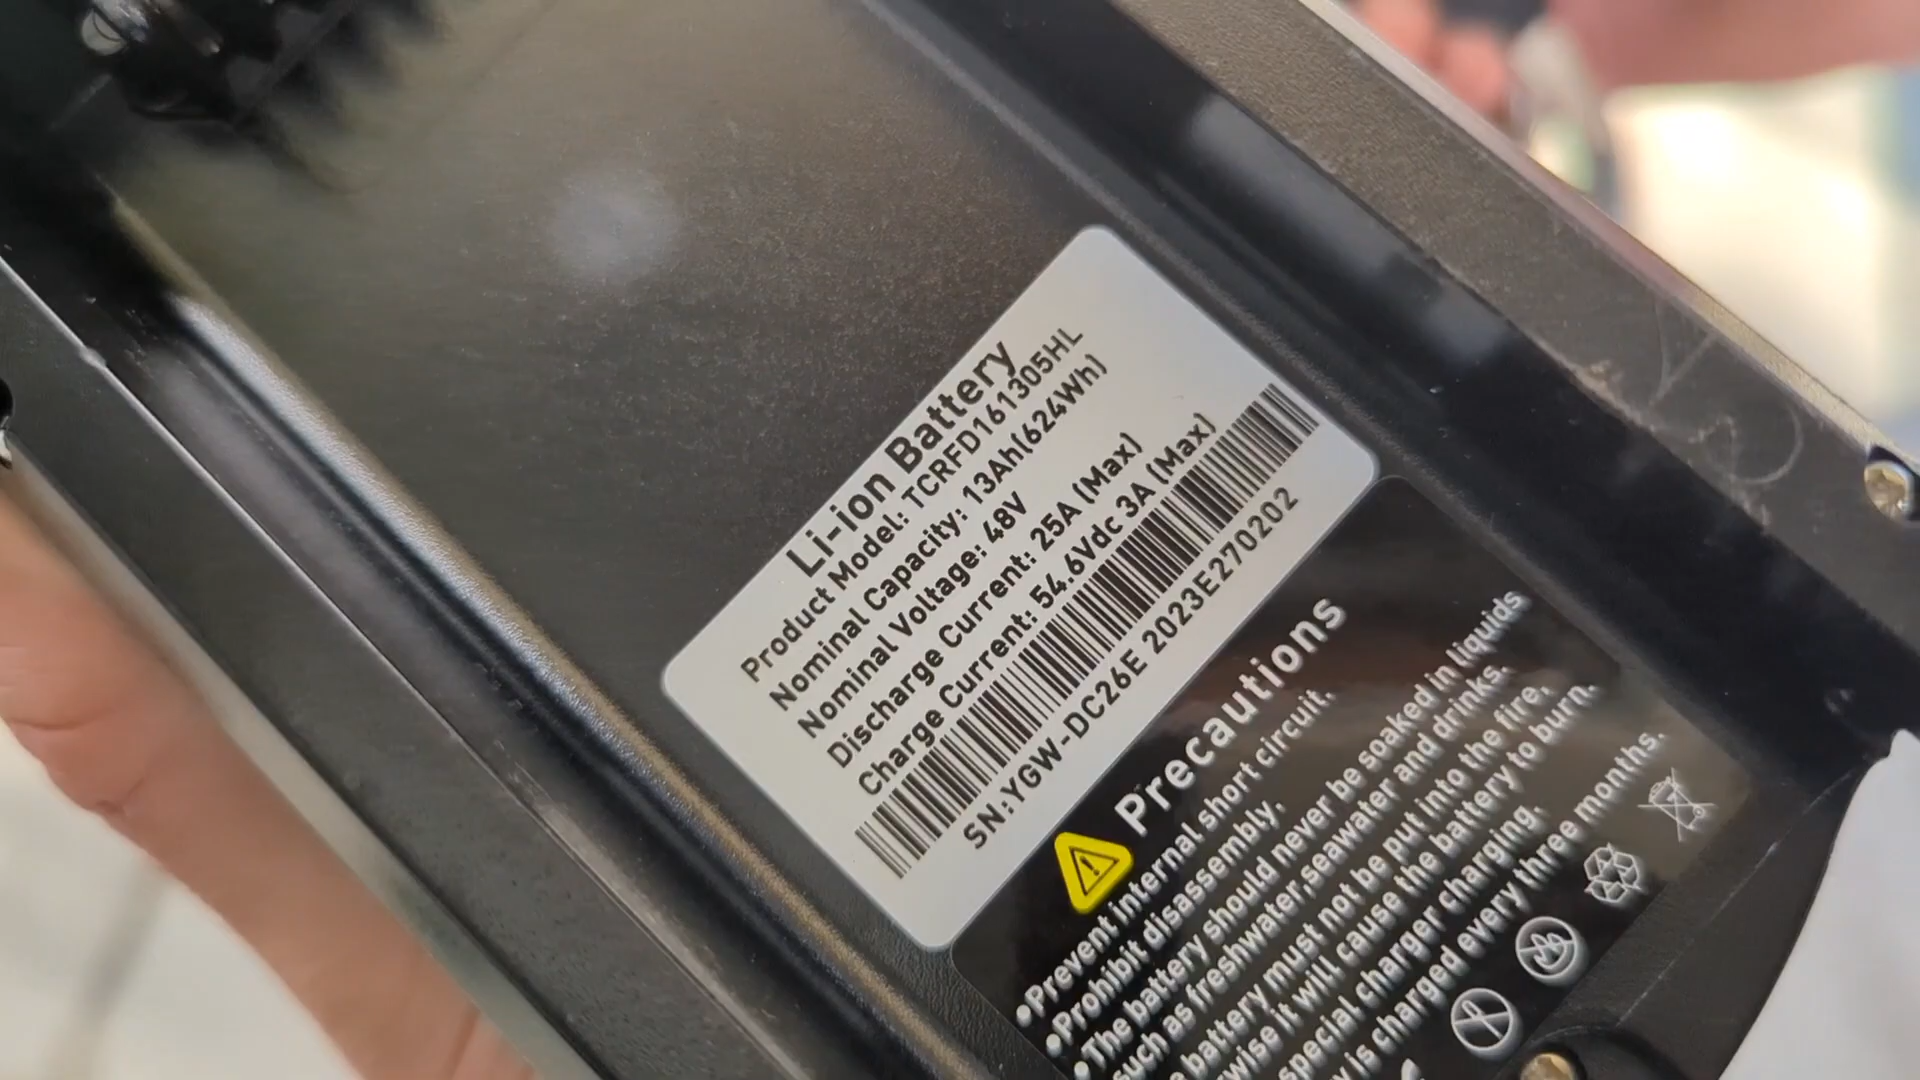 Li-ion Battery
Product Model: TCRFD161305HL
Nominal Capacity: 13Ah(624Wh)
Nominal Voltage: 48V
Discharge Current: 25A (Max)
Charge Current: 54.6Vdc 3A (Max)
SN:YGW-DC26E 2023E270202
Precautions
•Prevent internal short circuit.
•Prohibit disassembly.
•The battery should never be soaked in liquids
such as freshwater,seawater and drinks.
battery must not be put into the fire,
it will cause the battery to burn.
special charger charging.
is charged every three months.